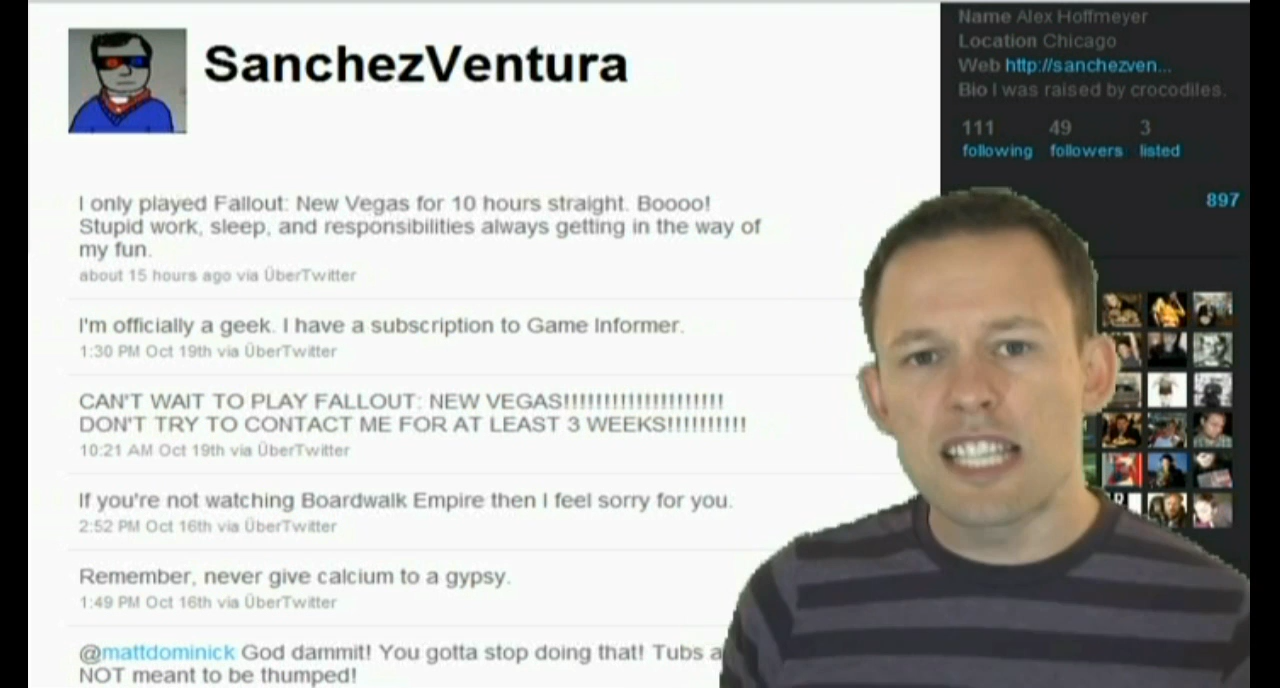 SanchezVentura
I only played Fallout: New Vegas for 10 hours straight. Boooo!
Stupid work, sleep, and responsibilities always getting in the way of
my fun.
about 15 hours ago via ÜberTwitter
I'm officially a geek. I have a subscription to Game Informer.
1:30 PM Oct 19th via ÜberTwitter
CAN'T WAIT TO PLAY FALLOUT: NEW VEGAS!!!!!!!!!!!!!!!!!!!!!!!
DON'T TRY TO CONTACT ME FOR AT LEAST 3 WEEKS!!!!!!!!!!
10:21 AM Oct 19th via ÜberTwitter
If you're not watching Boardwalk Empire then I feel sorry for you.
2:52 PM Oct 16th via ÜberTwitter
Remember, never give calcium to a gypsy.
1:49 PM Oct 16th via ÜberTwitter
@mattdominick God dammit! You gotta stop doing that! Tubs
NOT meant to be thumped!
Name Alex Hoffmeyer
Location Chicago
Web http://sanchezven...
Bio I was raised by crocodiles.
111 49 3
following followers listed
897